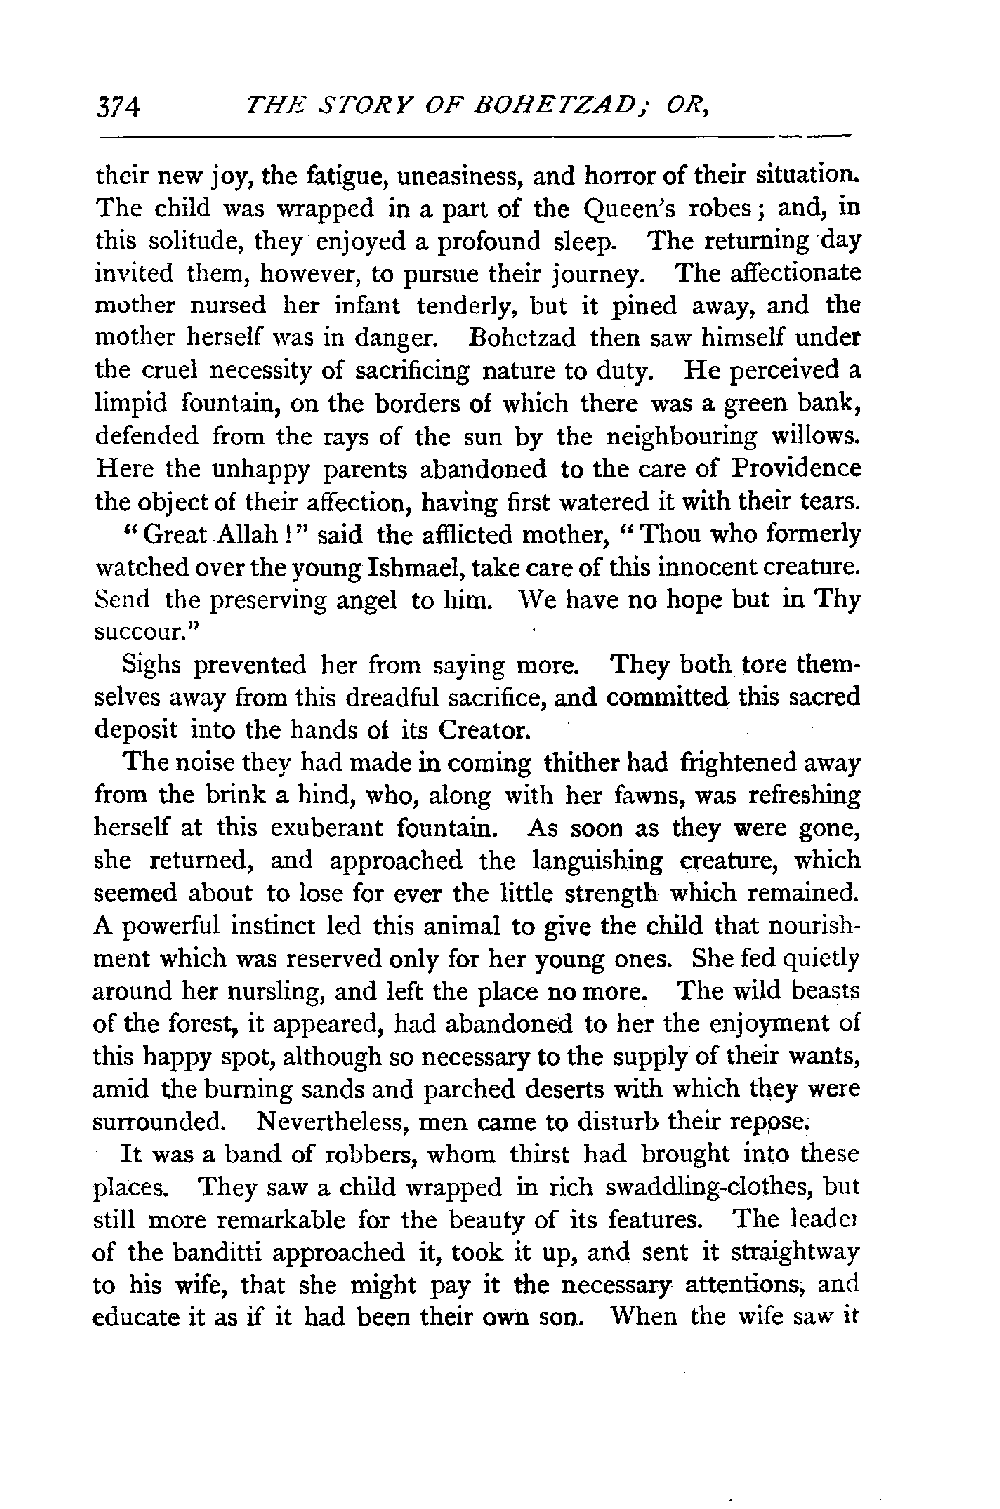 374 THE STORY OF BOHETZAD; OR,
their new joy, the fatigue, uneasiness, and horror of their situation.
The child was wrapped in a part of the Queen's robes; and, in
this solitude, they enjoyed a profound sleep. The returning day
invited them, however, to pursue their journey. The affectionate
mother nursed her infant tenderly, but it pined away, and the
mother herself was in danger. Bohetzad then saw himself under
the cruel necessity of sacrificing nature to duty. He perceived a
limpid fountain, on the borders of which there was a green bank,
defended from the rays of the sun by the neighbouring willows.
Here the unhappy parents abandoned to the care of Providence
the object of their affection, having first watered it with their tears.
"Great Allah!" said the afflicted mother, "Thou who formerly
watched over the young Ishmael, take care of this innocent creature.
Send the preserving angel to him. We have no hope but in Thy
succour."
Sighs prevented her from saying more. They both tore them-
selves away from this dreadful sacrifice, and committed this sacred
deposit into the hands of its Creator.
The noise they had made in coming thither had frightened away
from the brink a hind, who, along with her fawns, was refreshing
herself at this exuberant fountain. As soon as they were gone,
she returned, and approached the languishing creature, which
seemed about to lose for ever the little strength which remained.
A powerful instinct led this animal to give the child that nourish-
ment which was reserved only for her young ones. She fed quietly
around her nursling, and left the place no more. The wild beasts
of the forest, it appeared, had abandoned to her the enjoyment of
this happy spot, although so necessary to the supply of their wants,
amid the burning sands and parched deserts with which they were
surrounded. Nevertheless, men came to disturb their repose.
It was a band of robbers, whom thirst had brought into these
places. They saw a child wrapped in rich swaddling-clothes, but
still more remarkable for the beauty of its features. The leader
of the banditti approached it, took it up, and sent it straightway
to his wife, that she might pay it the necessary attentions, and
educate it as if it had been their own son. When the wife saw it